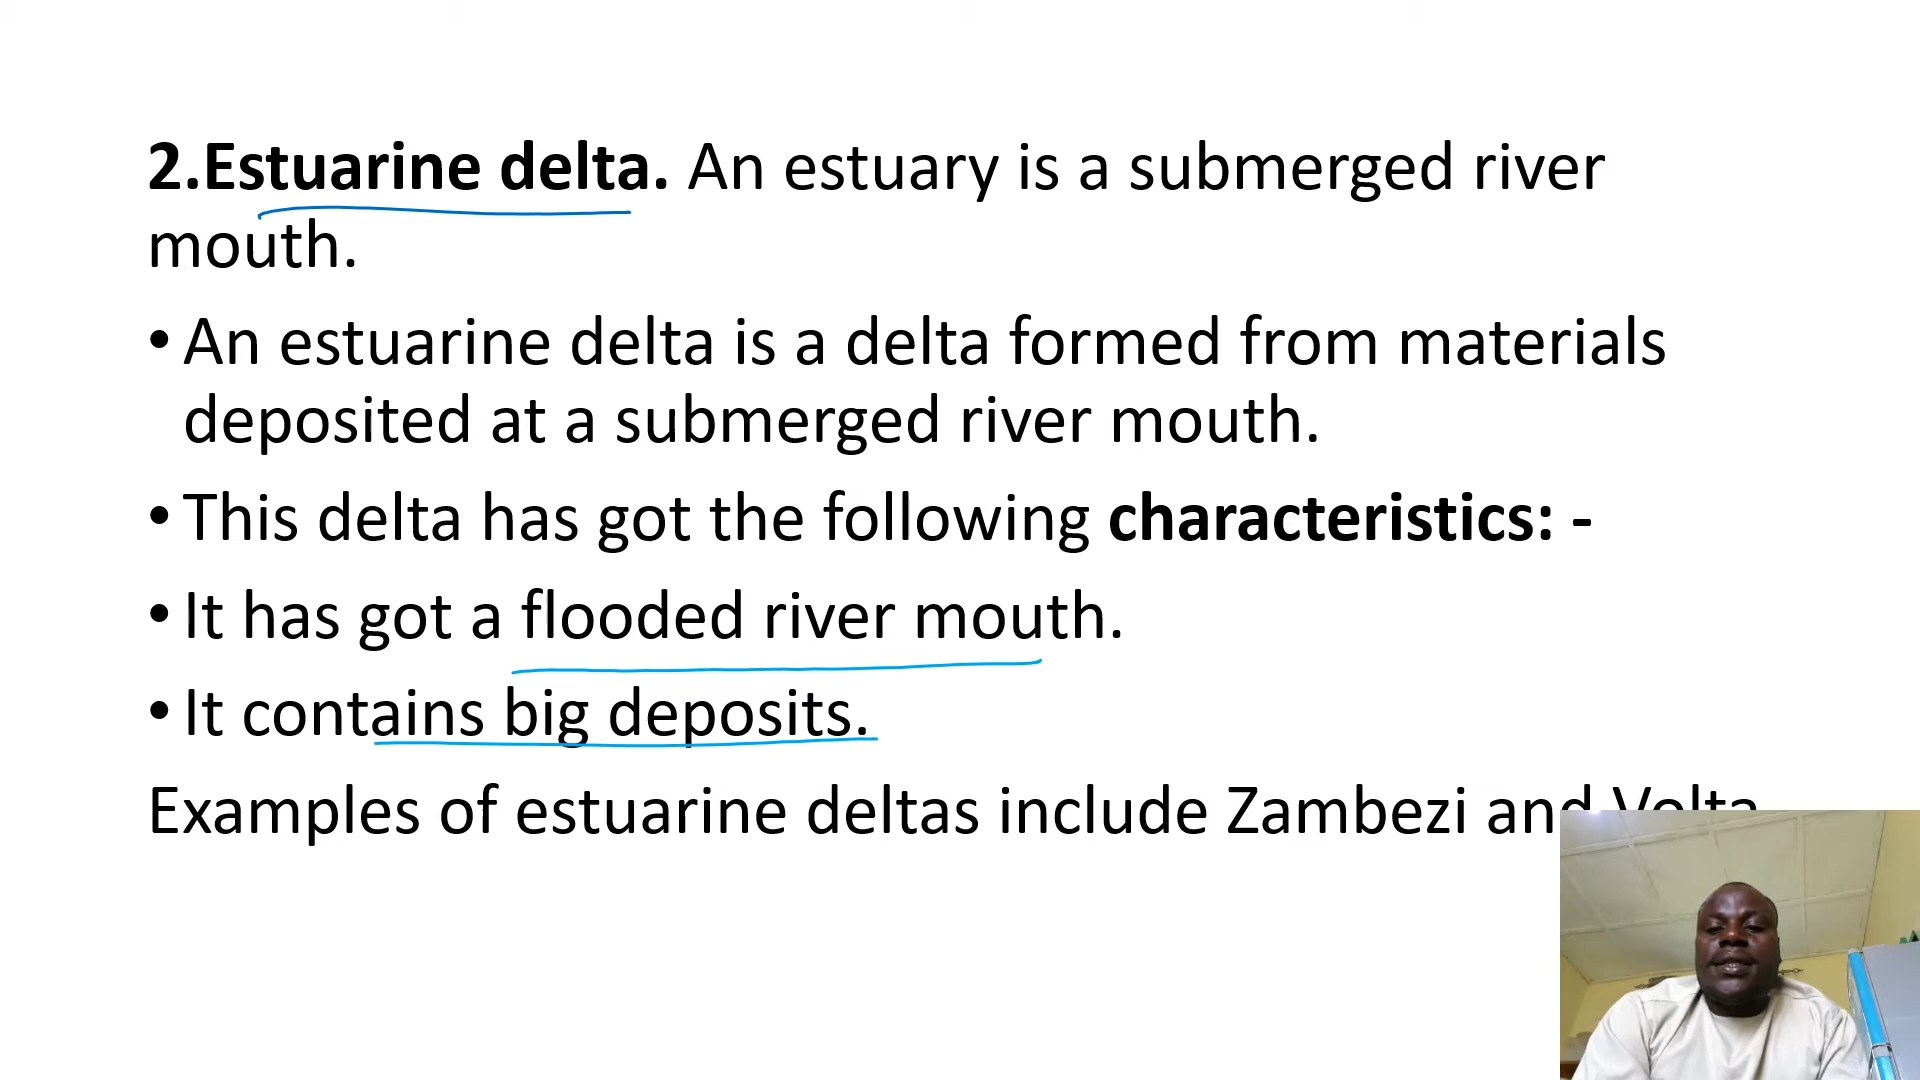 2.Estuarine delta. An estuary is a submerged river
mouth.
• An estuarine delta is a delta formed from materials
deposited at a submerged river mouth.
• This delta has got the following characteristics: -
• It has got a flooded river mouth.
• It contains big deposits.
Examples of estuarine deltas include Zambezi and Volta